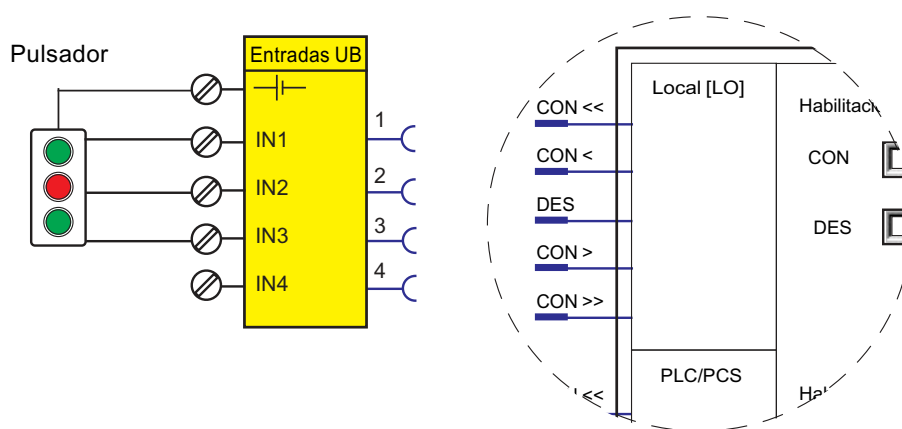 Pulsador
Entradas UB
IN1
IN2
IN3
IN4
1
2
3
4
Local [LO]
CON <<
CON <
DES
CON >
CON >>
CON
DES
PLC/PCS
<<